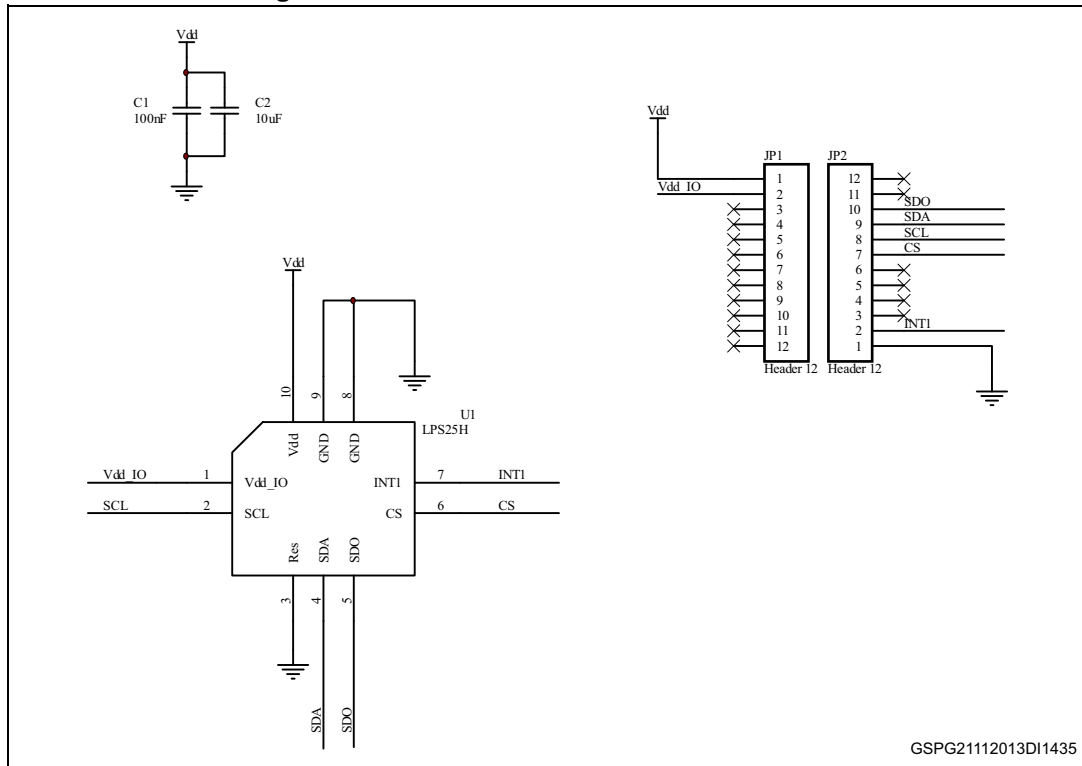 Vdd
C1
100nF
C2
10uF
Vdd
Vdd_IO
JP1
1
2
3
4
5
6
7
8
9
10
11
12
Header 12
JP2
12
11
10
9
8
7
6
5
4
3
2
1
Header 12
SDO
SDA
SCL
CS
INT1
Vdd
10
9
8
U1
LPS25H
Vdd
GND
GND
Vdd_IO
1
Vdd_IO
INT1
7
INT1
SCL
2
SCL
CS
6
CS
Res
SDA
SDO
3
4
5
SDA
SDO
GSPG21112013DI1435